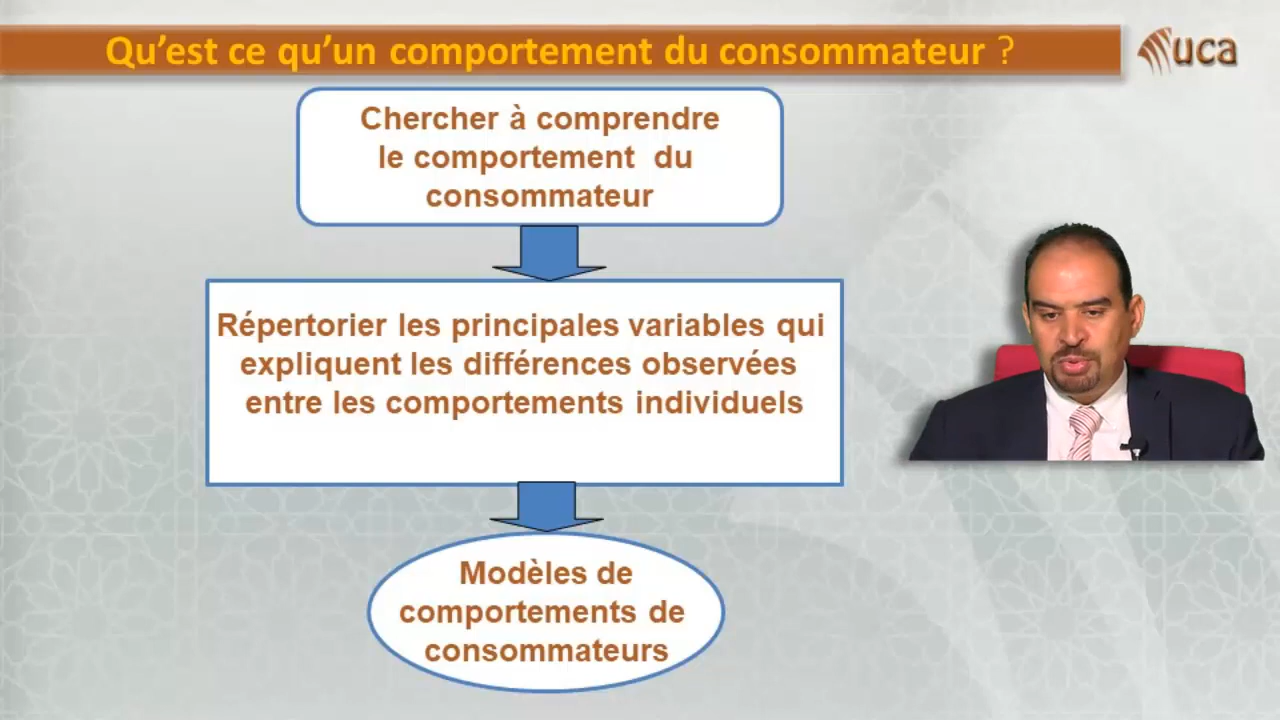 Qu’est ce qu’un comportement du consommateur ?
uca
Chercher à comprendre
le comportement du
consommateur
Répertorier les principales variables qui
expliquent les différences observées
entre les comportements individuels
Modèles de
comportements de
consommateurs